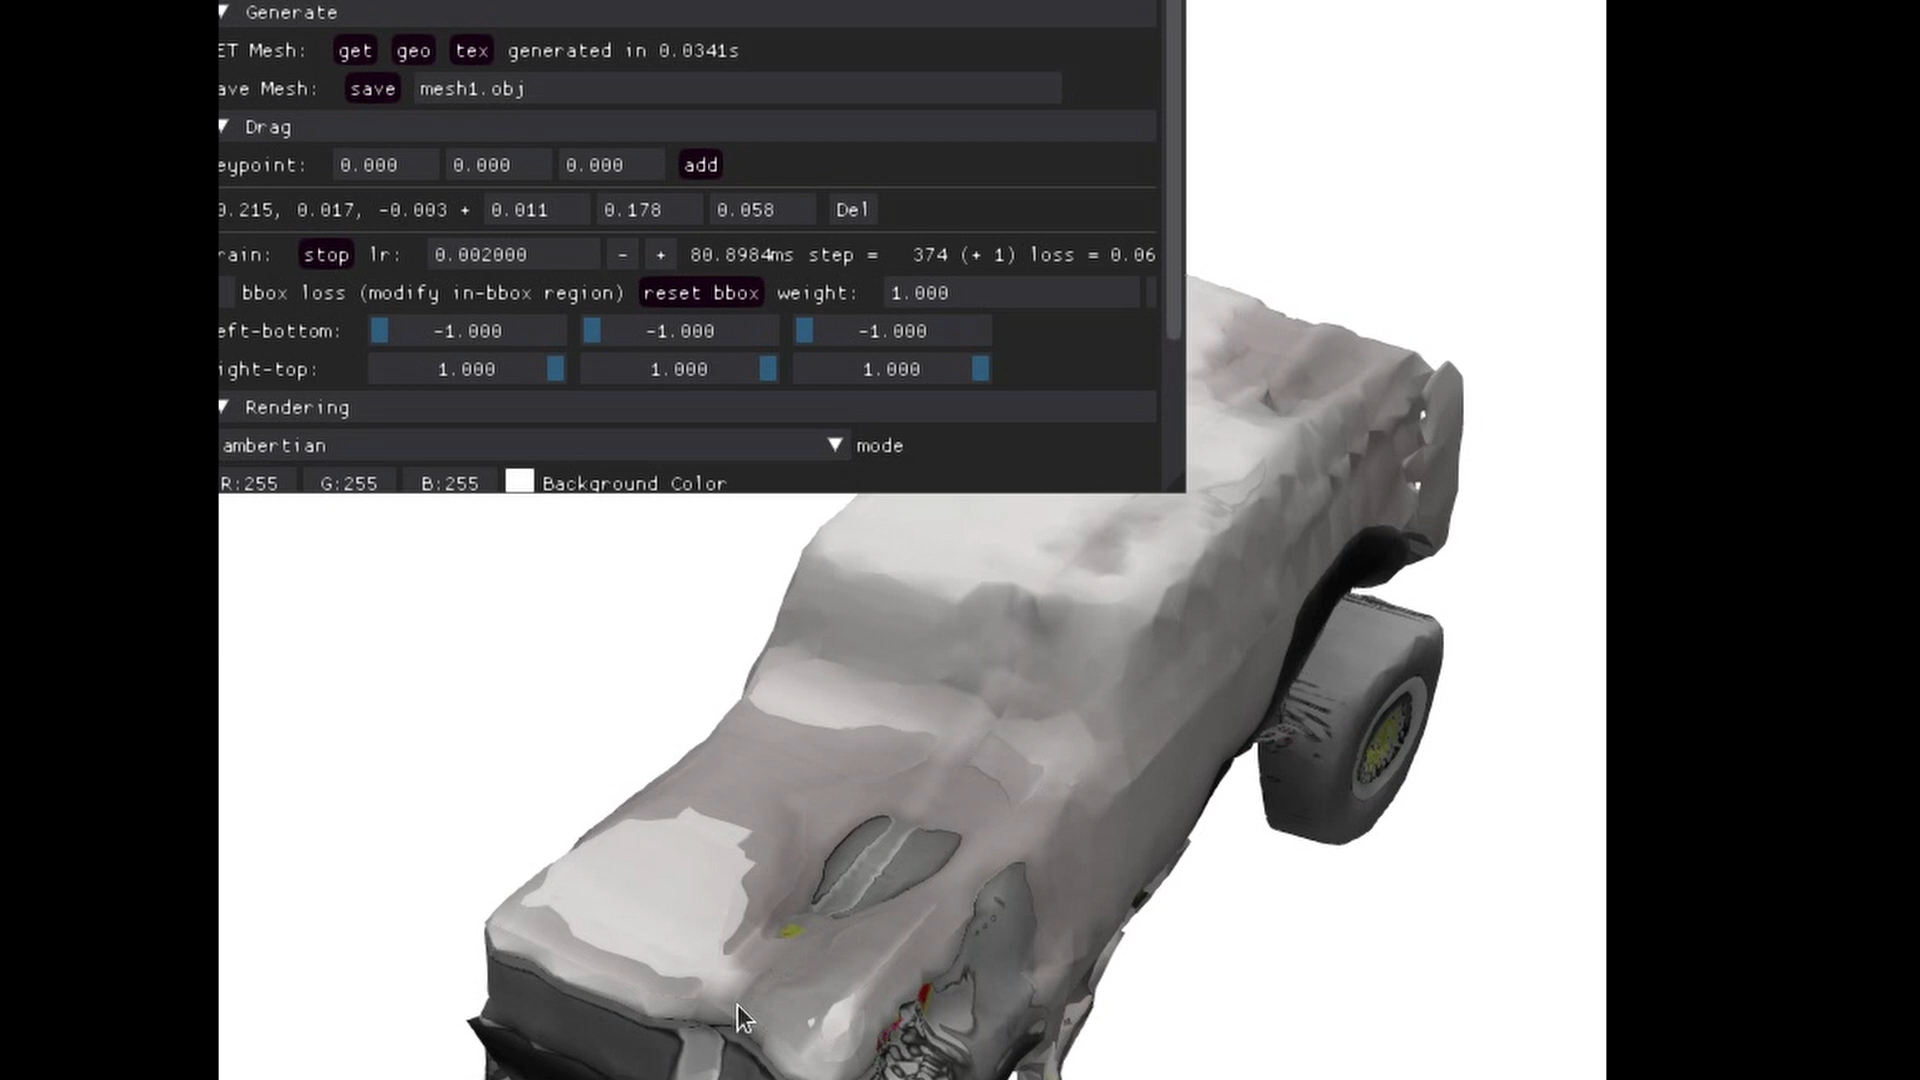 Generate
ET Mesh: get geo tex generated in 0.0341s
ave Mesh: save mesh1.obj
Drag
eypoint: 0.000 0.000 0.000 add
0.215, 0.017, -0.003 + 0.011 0.178 0.058 Del
rain: stop lr: 0.002000 - + 80.8984ms step = 374 (+ 1) loss = 0.06
bbox loss (modify in-bbox region) reset bbox weight: 1.000
eft-bottom: -1.000 -1.000 -1.000
ight-top: 1.000 1.000 1.000
Rendering
ambertian mode
R:255 G:255 B:255 Background Color